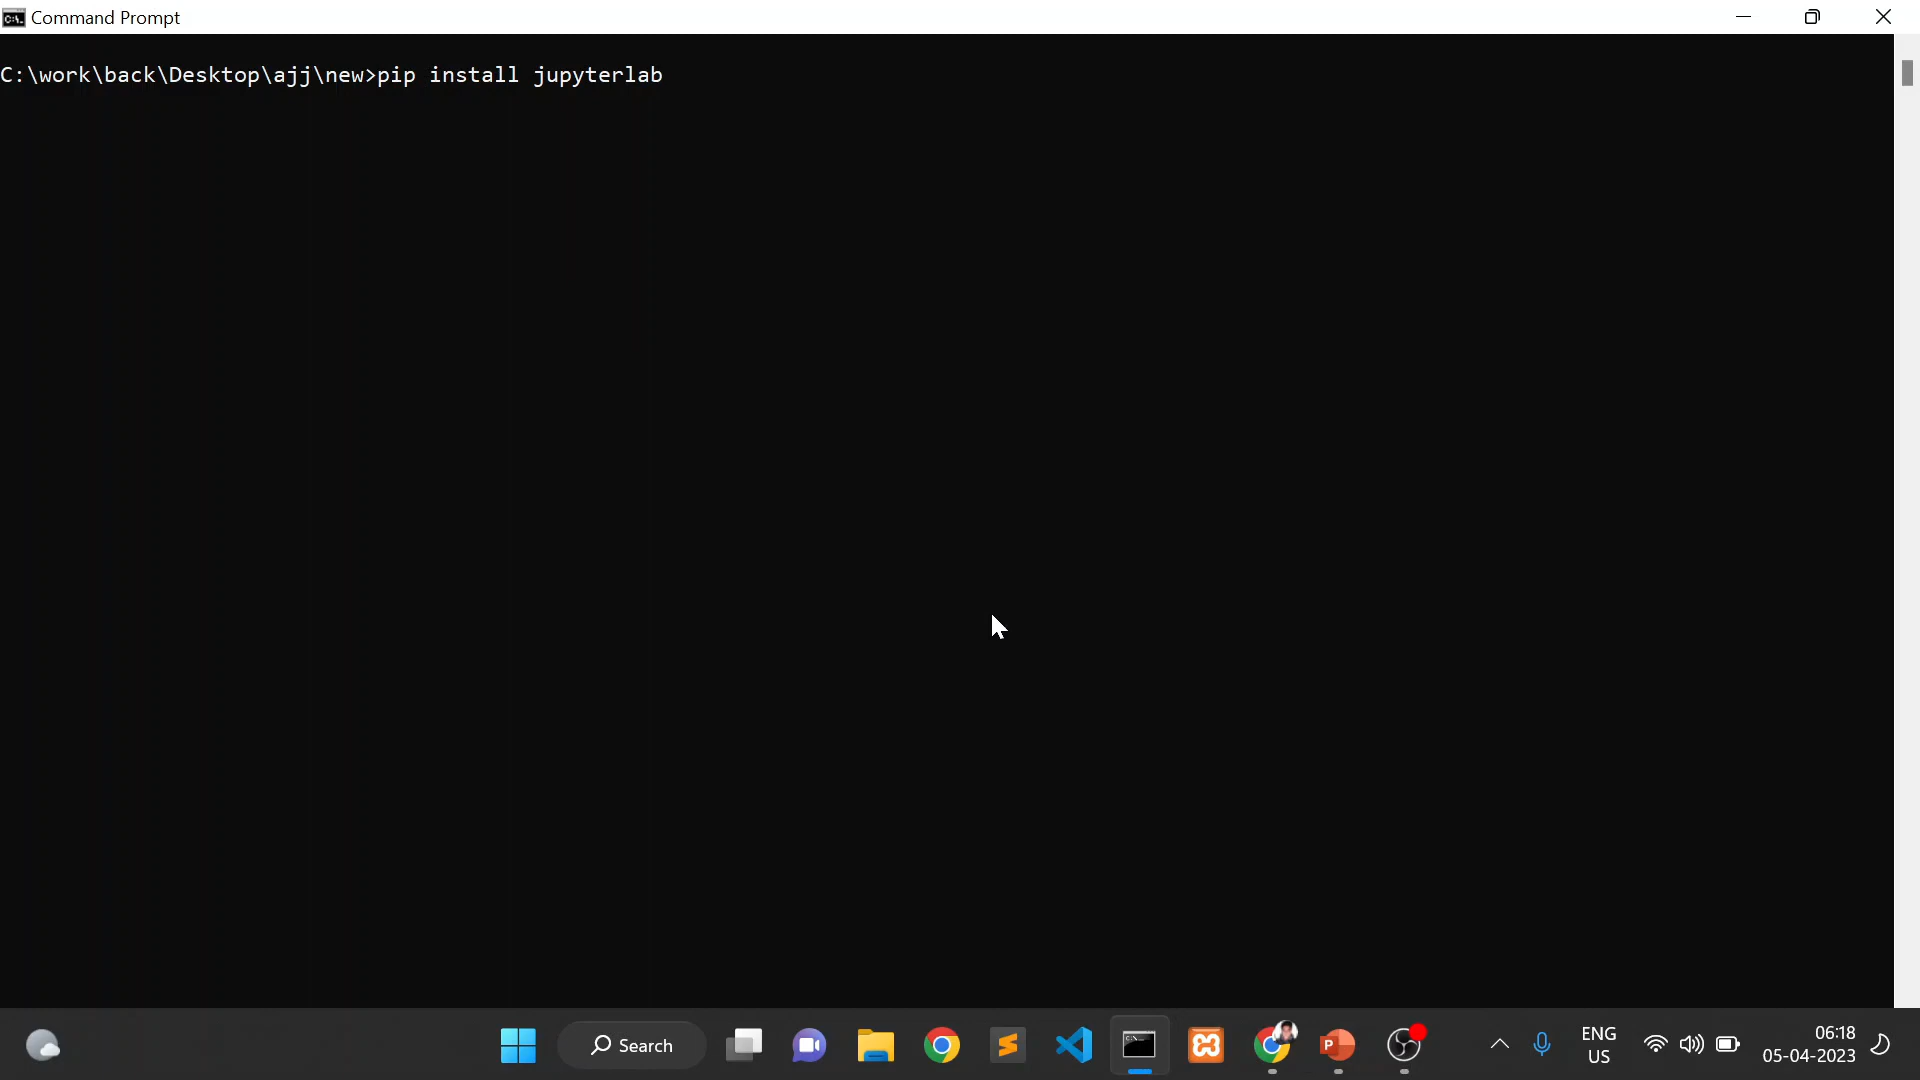 Command Prompt
C:\work\back\Desktop\ajj\new>pip install jupyterlab
Search
ENG
US
06:18
05-04-2023